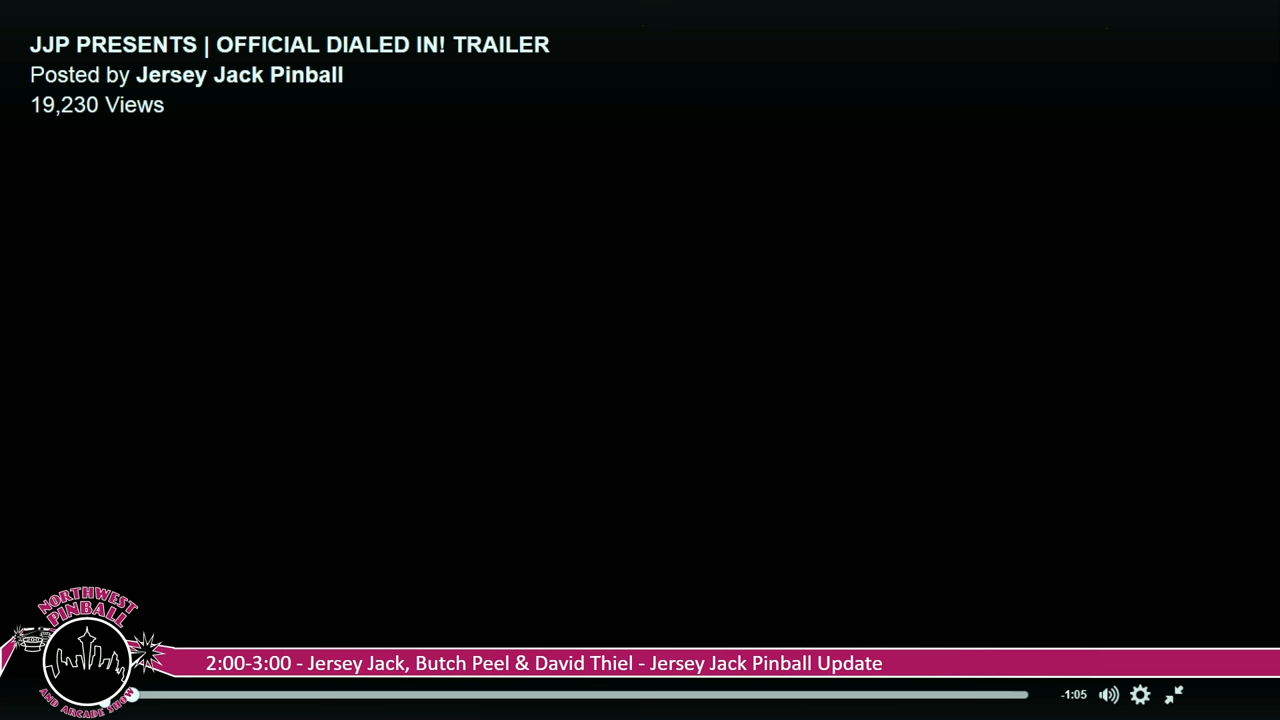 JJP PRESENTS | OFFICIAL DIALED IN! TRAILER
Posted by Jersey Jack Pinball
19,230 Views
NORTHWEST
PINBALL
AND ARCADE SHOW
2:00-3:00 - Jersey Jack, Butch Peel & David Thiel - Jersey Jack Pinball Update
-1:05